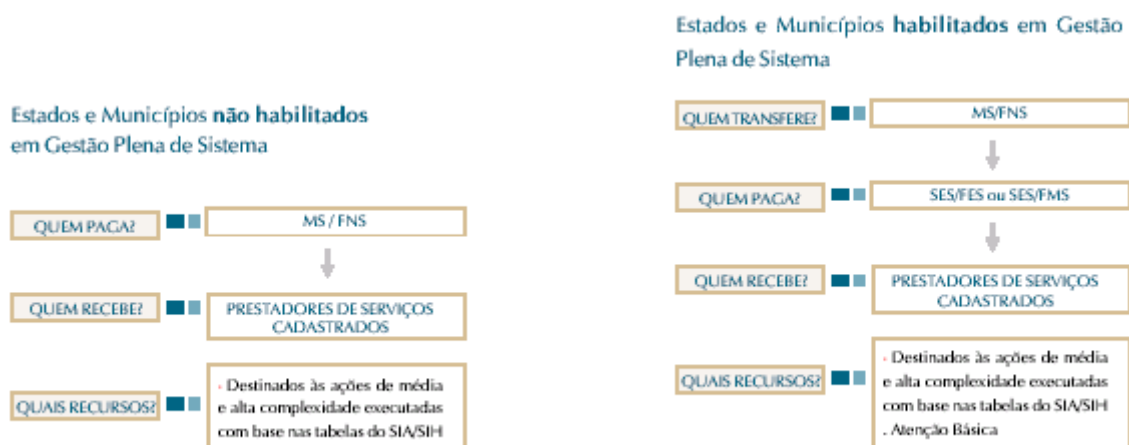 Estados e Municípios não habilitados
em Gestão Plena de Sistema
QUEM PAGA?
MS / FNS
QUEM RECEBE?
PRESTADORES DE SERVIÇOS
CADASTRADOS
QUAIS RECURSOS?
· Destinados às ações de média
e alta complexidade executadas
com base nas tabelas do SIA/SIH
Estados e Municípios habilitados em Gestão
Plena de Sistema
QUEM TRANSFERE?
MS/FNS
QUEM PAGA?
SES/FES ou SES/FMS
QUEM RECEBE?
PRESTADORES DE SERVIÇOS
CADASTRADOS
QUAIS RECURSOS?
· Destinados às ações de média
e alta complexidade executadas
com base nas tabelas do SIA/SIH
. Atenção Básica